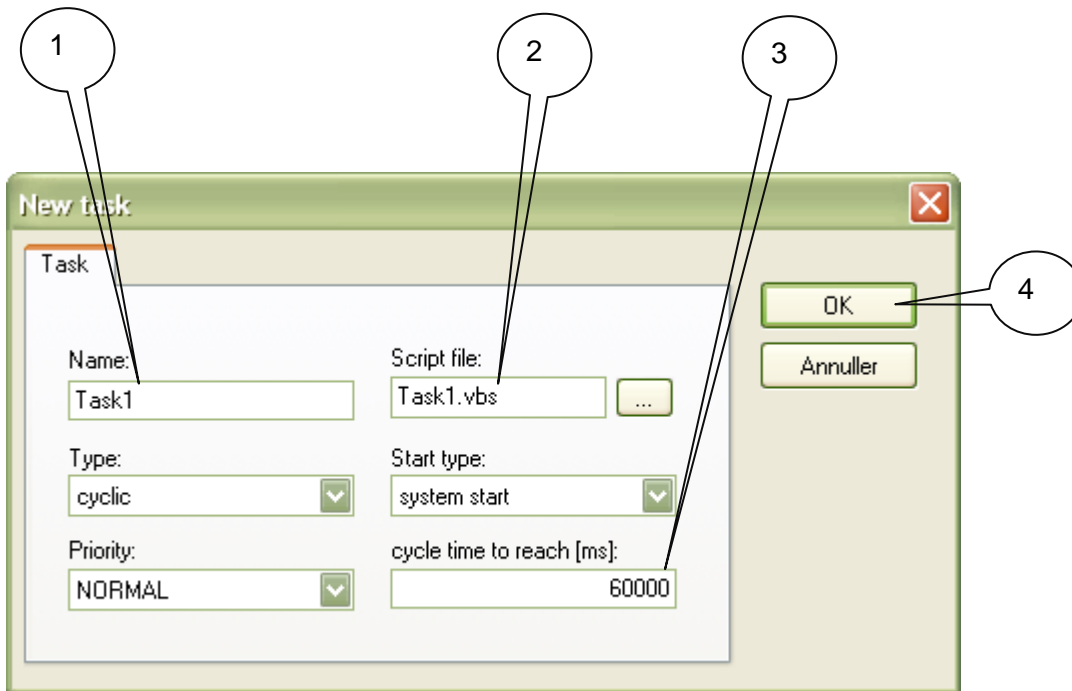 1
2
3
New task
Task
4
OK
Name:
Script file:
Annuller
Task1
Task1.vbs
...
Type:
Start type:
cyclic
system start
Priority:
cycle time to reach [ms]:
NORMAL
60000